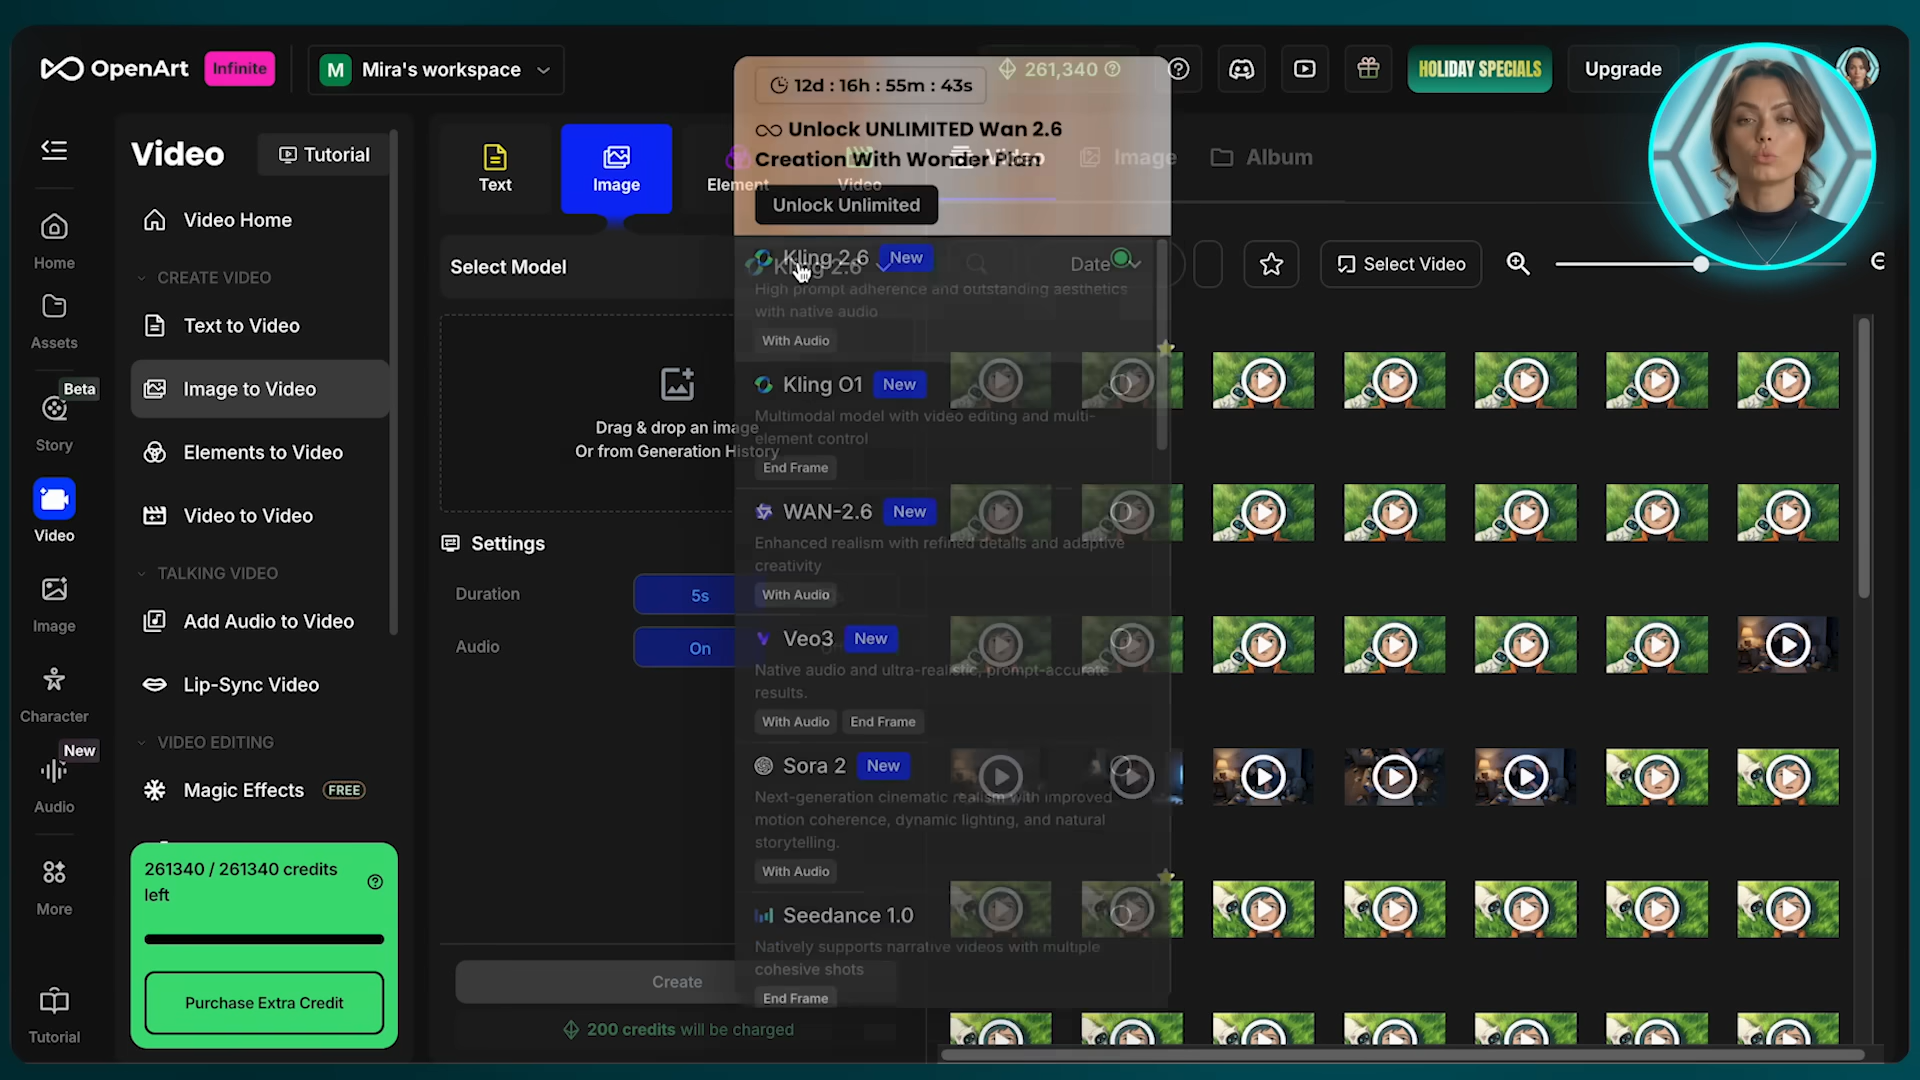 OpenArt
Infinite
M
Mira's workspace
261,340
HOLIDAY SPECIALS
Upgrade
Home
Assets
Beta
Story
Video
Image
Character
New
Audio
More
Tutorial
Video
Tutorial
Video Home
CREATE VIDEO
Text to Video
Image to Video
Elements to Video
Video to Video
TALKING VIDEO
Add Audio to Video
Lip-Sync Video
VIDEO EDITING
Magic Effects
FREE
261340 / 261340 credits
left
Purchase Extra Credit
Text
Image
Element
Video
Select Model
Kling 2.6
Drag & drop an image
Or from Generation History
Settings
Duration
5s
Audio
On
Create
200 credits will be charged
12d : 16h : 55m : 43s
Unlock UNLIMITED Wan 2.6
Creation With Wonder Plan
Unlock Unlimited
Kling 2.6
New
High prompt adherence and outstanding aesthetics
with native audio
With Audio
Kling O1
New
Multimodal model with video editing and multi-
element control
End Frame
WAN-2.6
New
Enhanced realism with refined details and adaptive
creativity
With Audio
Veo3
New
Native audio and ultra-realistic, prompt-accurate
results.
With Audio
End Frame
Sora 2
New
Next-generation cinematic realism with improved
motion coherence, dynamic lighting, and natural
storytelling.
With Audio
Seedance 1.0
Natively supports narrative videos with multiple
cohesive shots
End Frame
Video
Image
Album
Date
Select Video